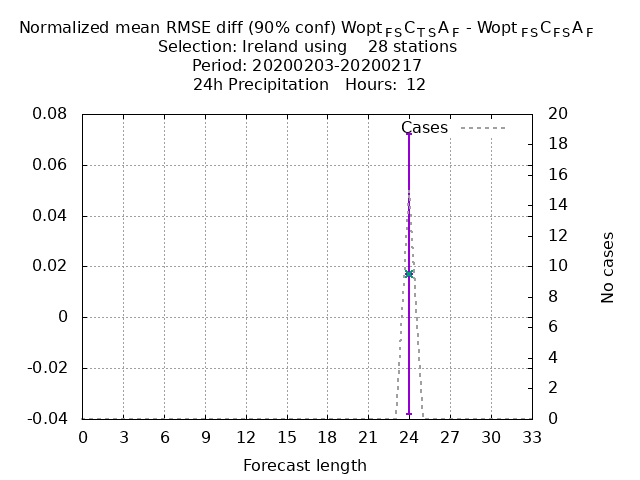 Normalized mean RMSE diff (90% conf) Wopt FS C TS A F - Wopt FS C FS A F
Selection: Ireland using    28 stations
Period: 20200203-20200217
24h Precipitation   Hours:  12
0.08
0.06
0.04
0.02
0
-0.02
-0.04
Cases
20
18
16
14
12
10
8
6
4
2
0
No cases
0 3 6 9 12 15 18 21 24 27 30 33
Forecast length